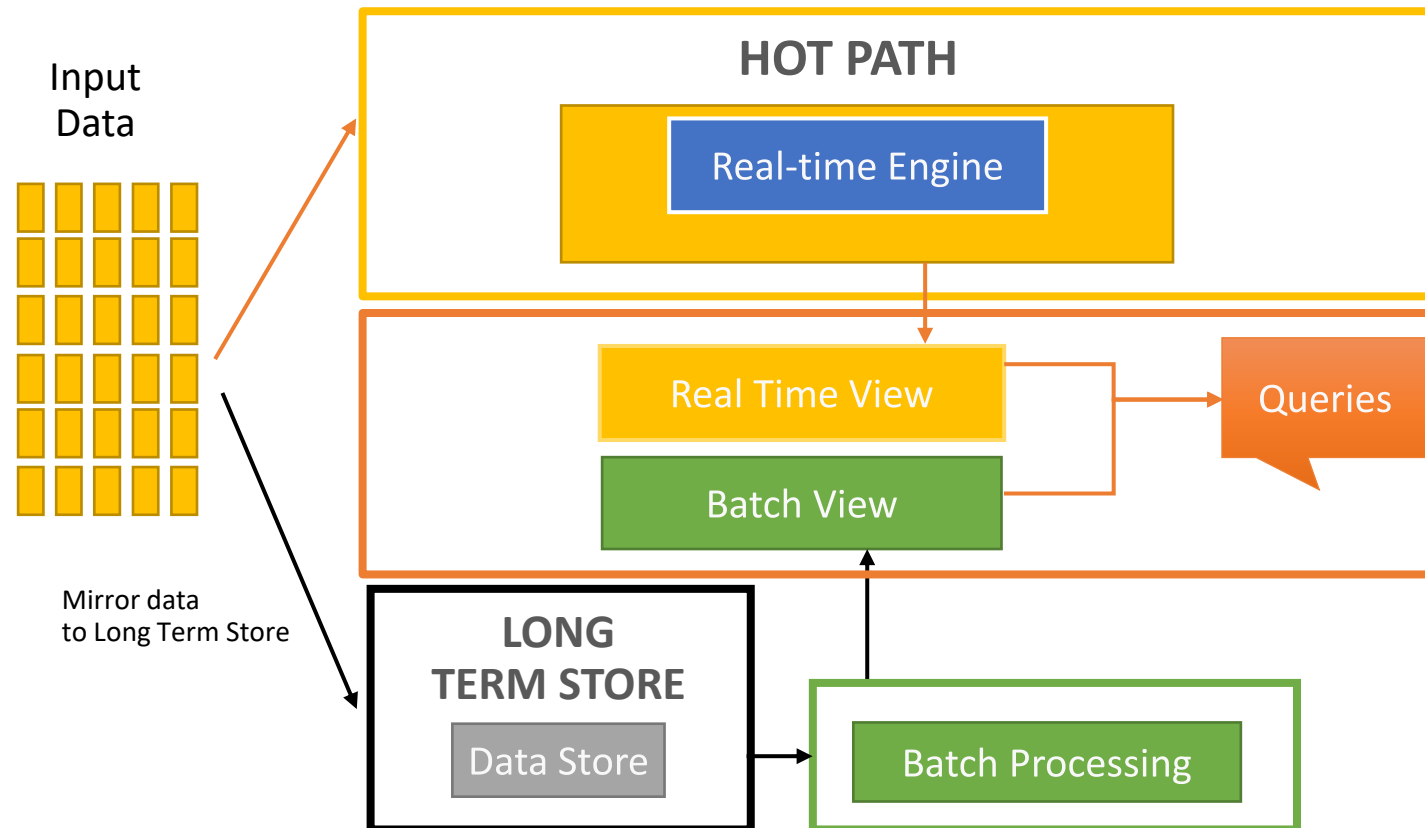 Input
Data
HOT PATH
Real-time Engine
Real Time View
Queries
Batch View
Mirror data
to Long Term Store
LONG
TERM STORE
Data Store
Batch Processing